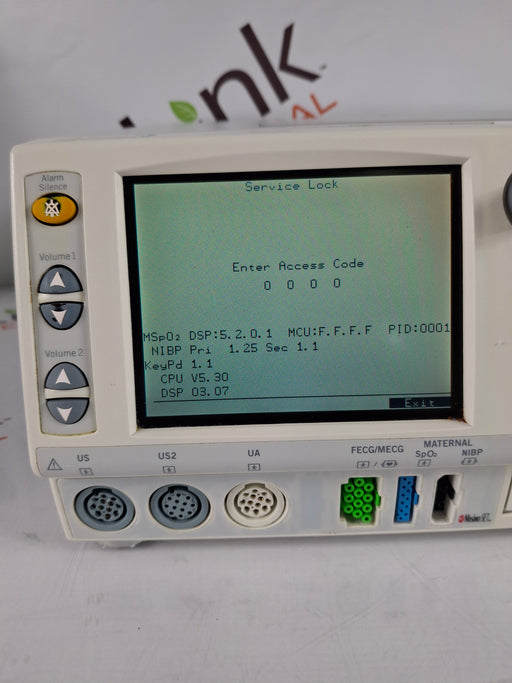 nk.
AL
Alarm
Silence
Service Lock
Volume1
Enter Access Code
0 0 0 0
MSpO₂ DSP:5.2.0.1 MCU:F.F.F.F PID:0001
NIBP Pri 1.25 Sec 1.1
Volume 2
KeyPd 1.1
CPU V5.30
DSP 03.07
Exit
US
US2
UA
FECG/MECG
MATERNAL
SpO₂
NIBP